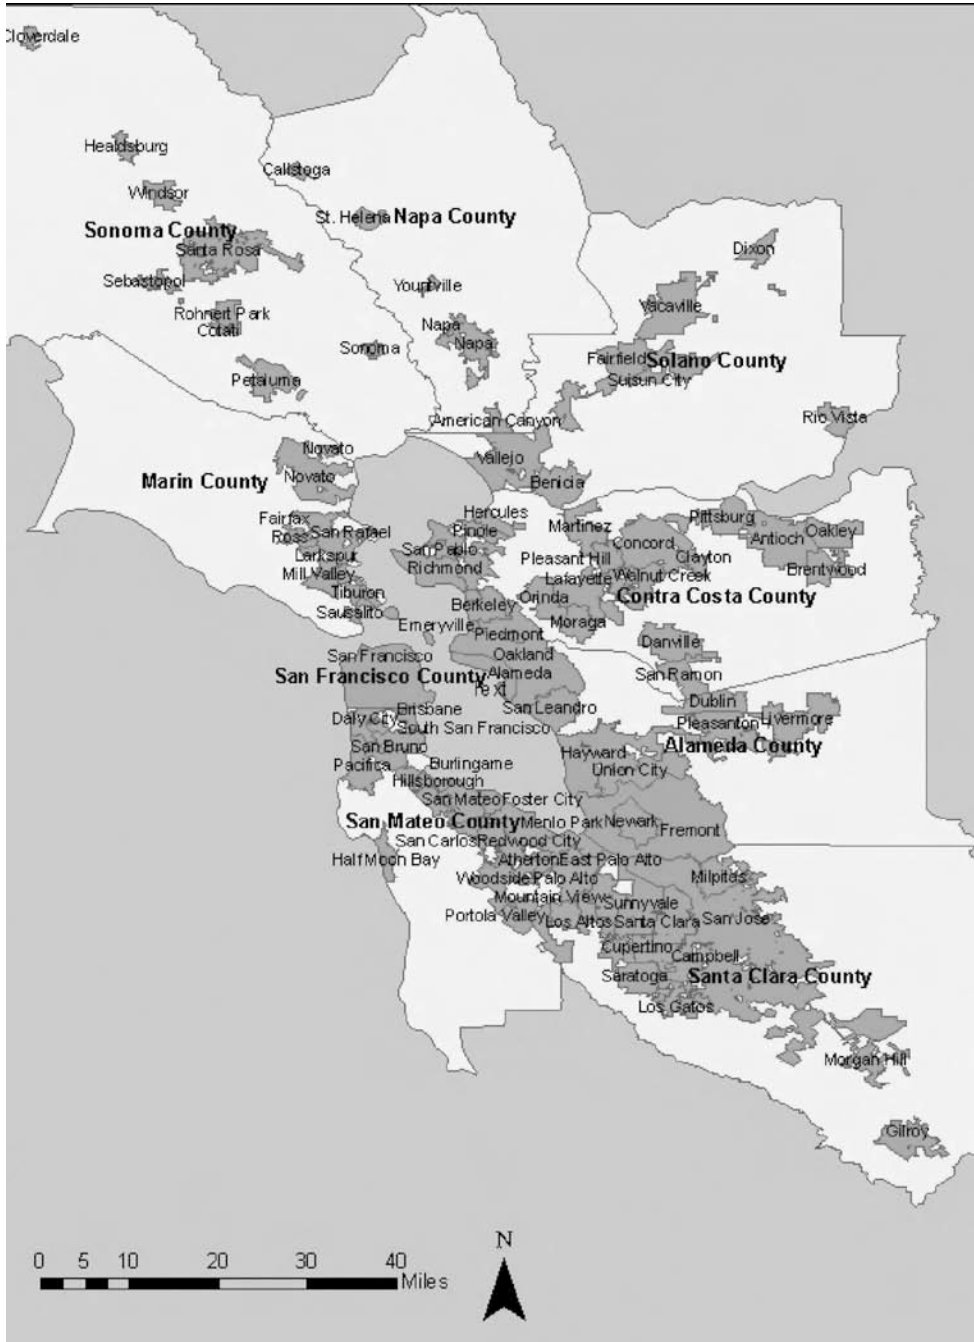 Cloverdale
Healdsburg
Calistoga
Windsor
St. Helena Napa County
Sonoma County
Santa Rosa
Dixon
Sebastopol
Yountville
Vacaville
Rohnert Park
Cotati
Napa
Napa
Sonoma
Fairfield Solano County
Petaluma
Suisun City
American Canyon
Rio Vista
Novato
Vallejo
Marin County
Novato
Benicia
Hercules
Fairfax
Pittsburg
Ross San Rafael
Pinole
Martinez
Antioch Oakley
San Pablo
Concord
Larkspur
Pleasant Hill
Clayton
Richmond
Brentwood
Mill Valley
Lafayette Walnut Creek
Tiburon
Orinda
Contra Costa County
Berkeley
Sausalito
Emeryville
Moraga
Piedmont
Danville
San Francisco
Oakland
San Francisco County
Alameda
San Ramon
Text
Dublin
San Leandro
Brisbane
Daly City
South San Francisco
Pleasanton Livermore
San Bruno
Hayward
Alameda County
Pacifica
Burlingame
Union City
Hillsborough
San Mateo Foster City
San Mateo County Menlo Park Newark
Fremont
San Carlos Redwood City
Half Moon Bay
Atherton East Palo Alto
Woodside Palo Alto
Milpitas
Mountain View
Sunnyvale
Portola Valley
Los Altos Santa Clara
San Jose
Cupertino
Campbell
Saratoga
Santa Clara County
Los Gatos
Morgan Hill
Gilroy
N
0 5 10 20 30 40
Miles